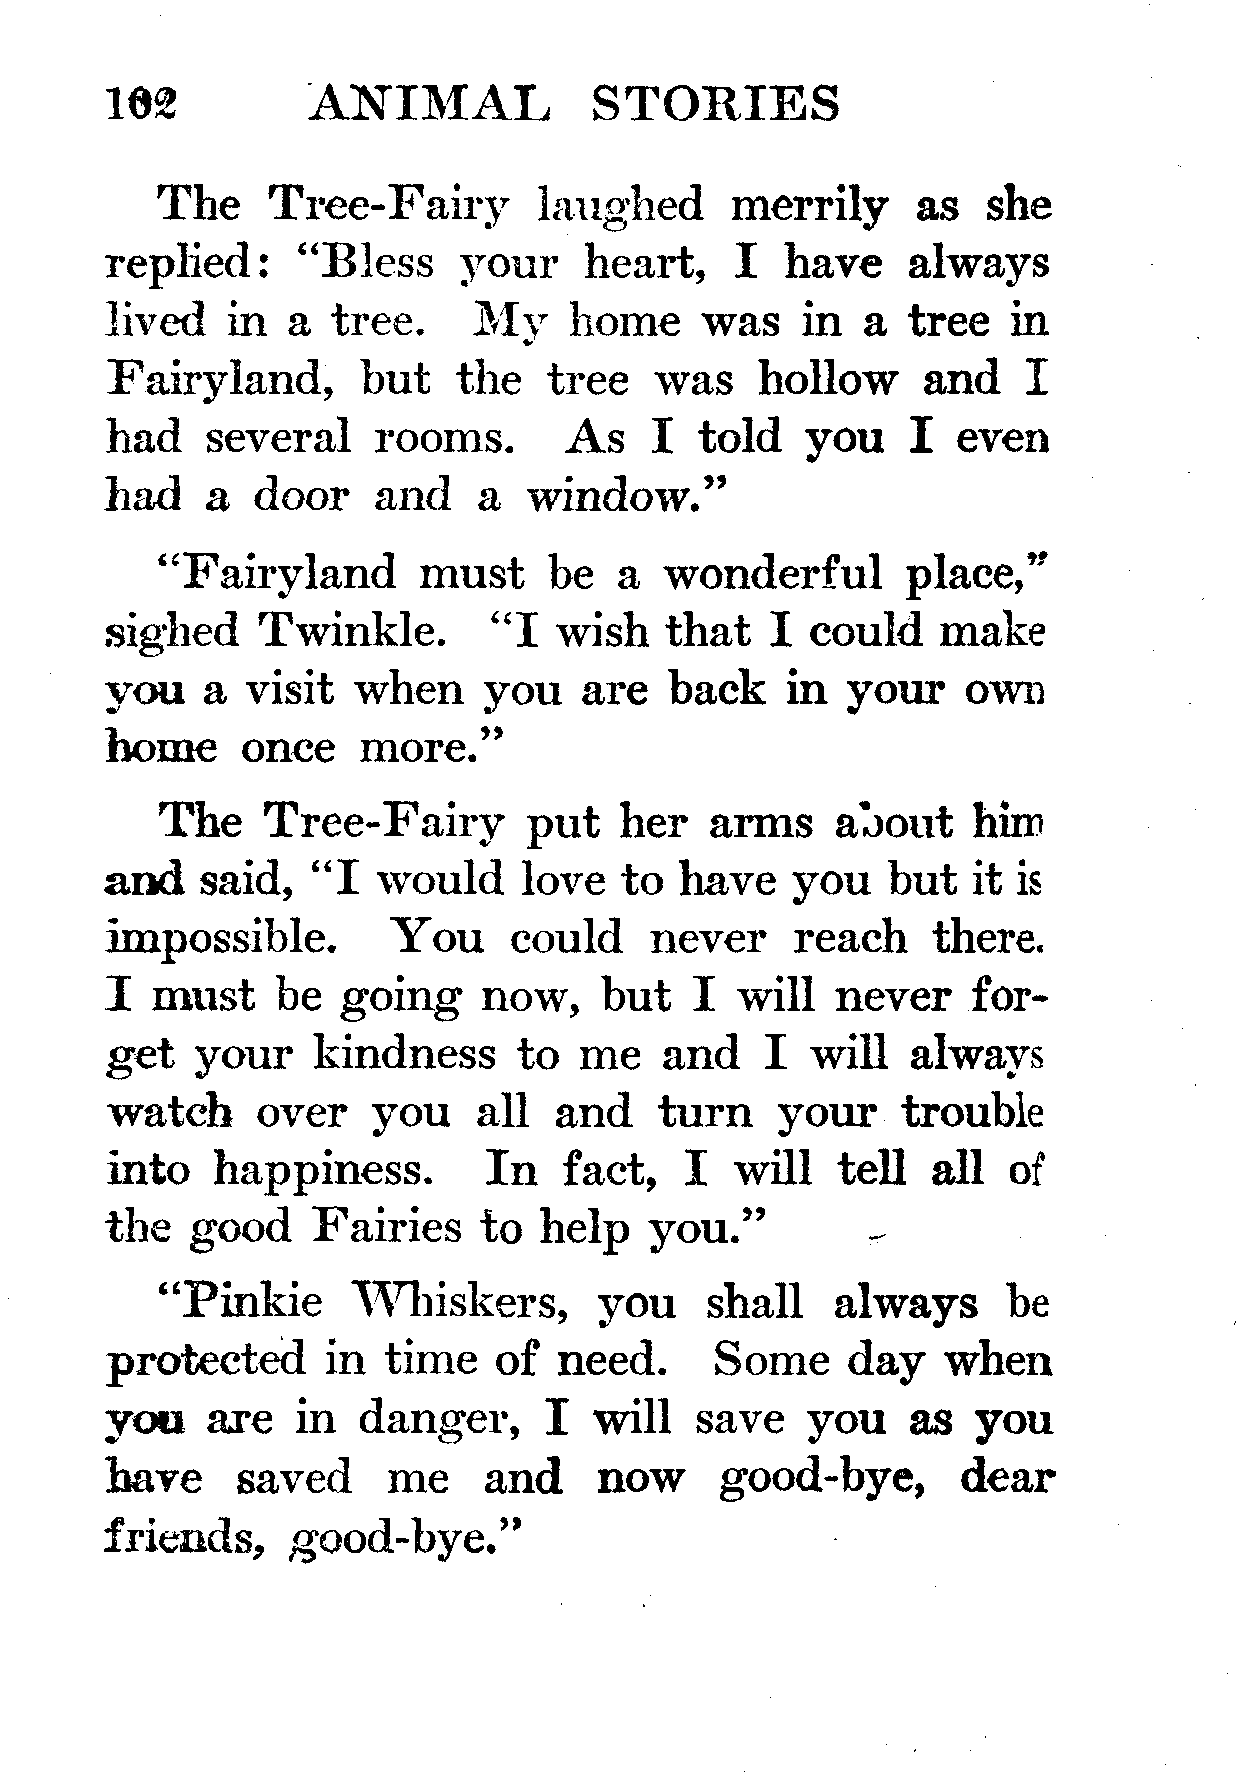 102 ANIMAL STORIES
The Tree-Fairy laughed merrily as she
replied: “Bless your heart, I have always
lived in a tree. My home was in a tree in
Fairyland, but the tree was hollow and I
had several rooms. As I told you I even
had a door and a window.”
“Fairyland must be a wonderful place,”
sighed Twinkle. “I wish that I could make
you a visit when you are back in your own
home once more.”
The Tree-Fairy put her arms about him
and said, “I would love to have you but it is
impossible. You could never reach there.
I must be going now, but I will never for-
get your kindness to me and I will always
watch over you all and turn your trouble
into happiness. In fact, I will tell all of
the good Fairies to help you.”
“Pinkie Whiskers, you shall always be
protected in time of need. Some day when
you are in danger, I will save you as you
have saved me and now good-bye, dear
friends, good-bye.”